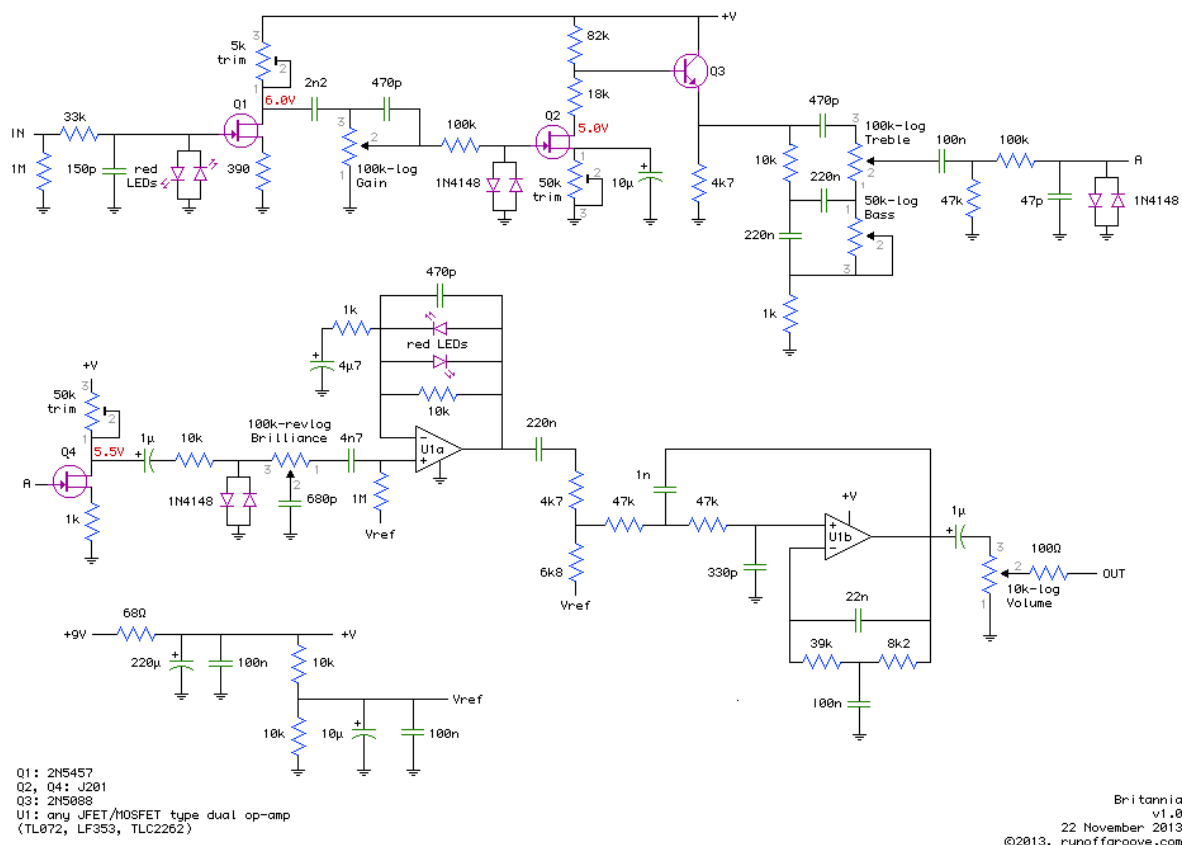 +V
3
5k
trim
2
1
6.0V
Q1
33k
IN
1M
150p
red
LEDs
390
2n2
470p
2
100k-log
Gain
1
100k
1N4148
82k
18k
Q2
5.0V
1
2
50k
trim
3
10µ
Q3
4k7
470p
3
100k-log
Treble
2
1
10k
220n
1
50k-log
Bass
2
3
220n
1k
100n
100k
A
47k
47p
1N4148
470p
1k
red LEDs
4µ7
10k
+V
3
50k
trim
2
1
Q4
5.5V
A
1k
1µ
10k
1N4148
100k-revlog
Brilliance
3
1
2
680p
4n7
1M
Vref
−
+
U1a
220n
4k7
6k8
Vref
47k
1n
47k
330p
+V
+
U1b
−
22n
39k
8k2
100n
1µ
3
2
100Ω
OUT
10k-log
Volume
1
+9V
68Ω
+V
220µ
100n
10k
Vref
10k
10µ
100n
Q1: 2N5457
Q2, Q4: J201
Q3: 2N5088
U1: any JFET/MOSFET type dual op-amp
(TL072, LF353, TLC2262)
Britannia
v1.0
22 November 2013
©2013, runoffgroove.com